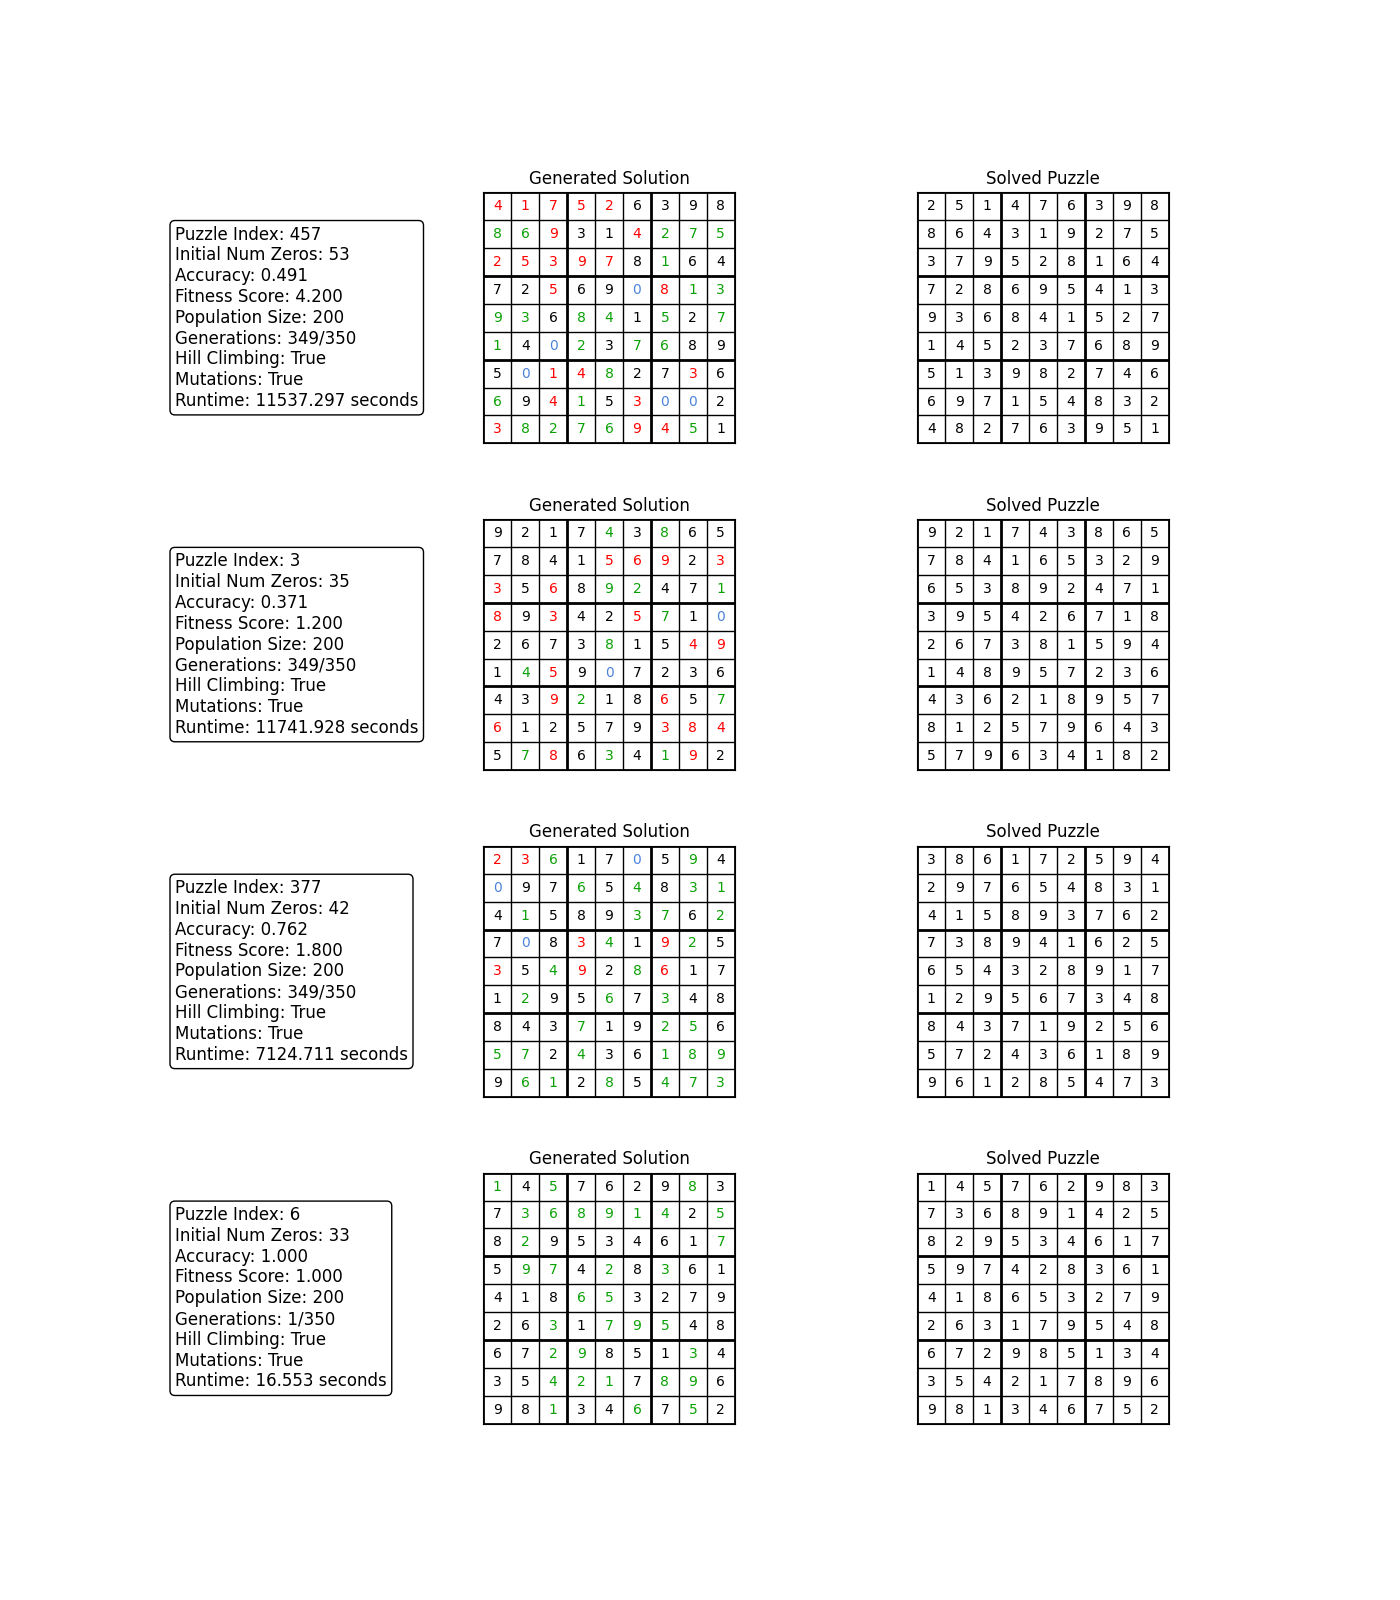 Generated Solution
Solved Puzzle
Puzzle Index: 457
Initial Num Zeros: 53
Accuracy: 0.491
Fitness Score: 4.200
Population Size: 200
Generations: 349/350
Hill Climbing: True
Mutations: True
Runtime: 11537.297 seconds
4 1 7 5 2 6 3 9 8
8 6 9 3 1 4 2 7 5
2 5 3 9 7 8 1 6 4
7 2 5 6 9 0 8 1 3
9 3 6 8 4 1 5 2 7
1 4 0 2 3 7 6 8 9
5 0 1 4 8 2 7 3 6
6 9 4 1 5 3 0 0 2
3 8 2 7 6 9 4 5 1
2 5 1 4 7 6 3 9 8
8 6 4 3 1 9 2 7 5
3 7 9 5 2 8 1 6 4
7 2 8 6 9 5 4 1 3
9 3 6 8 4 1 5 2 7
1 4 5 2 3 7 6 8 9
5 1 3 9 8 2 7 4 6
6 9 7 1 5 4 8 3 2
4 8 2 7 6 3 9 5 1
Generated Solution
Solved Puzzle
Puzzle Index: 3
Initial Num Zeros: 35
Accuracy: 0.371
Fitness Score: 1.200
Population Size: 200
Generations: 349/350
Hill Climbing: True
Mutations: True
Runtime: 11741.928 seconds
9 2 1 7 4 3 8 6 5
7 8 4 1 5 6 9 2 3
3 5 6 8 9 2 4 7 1
8 9 3 4 2 5 7 1 0
2 6 7 3 8 1 5 4 9
1 4 5 9 0 7 2 3 6
4 3 9 2 1 8 6 5 7
6 1 2 5 7 9 3 8 4
5 7 8 6 3 4 1 9 2
9 2 1 7 4 3 8 6 5
7 8 4 1 6 5 3 2 9
6 5 3 8 9 2 4 7 1
3 9 5 4 2 6 7 1 8
2 6 7 3 8 1 5 9 4
1 4 8 9 5 7 2 3 6
4 3 6 2 1 8 9 5 7
8 1 2 5 7 9 6 4 3
5 7 9 6 3 4 1 8 2
Generated Solution
Solved Puzzle
Puzzle Index: 377
Initial Num Zeros: 42
Accuracy: 0.762
Fitness Score: 1.800
Population Size: 200
Generations: 349/350
Hill Climbing: True
Mutations: True
Runtime: 7124.711 seconds
2 3 6 1 7 0 5 9 4
0 9 7 6 5 4 8 3 1
4 1 5 8 9 3 7 6 2
7 0 8 3 4 1 9 2 5
3 5 4 9 2 8 6 1 7
1 2 9 5 6 7 3 4 8
8 4 3 7 1 9 2 5 6
5 7 2 4 3 6 1 8 9
9 6 1 2 8 5 4 7 3
3 8 6 1 7 2 5 9 4
2 9 7 6 5 4 8 3 1
4 1 5 8 9 3 7 6 2
7 3 8 9 4 1 6 2 5
6 5 4 3 2 8 9 1 7
1 2 9 5 6 7 3 4 8
8 4 3 7 1 9 2 5 6
5 7 2 4 3 6 1 8 9
9 6 1 2 8 5 4 7 3
Generated Solution
Solved Puzzle
Puzzle Index: 6
Initial Num Zeros: 33
Accuracy: 1.000
Fitness Score: 1.000
Population Size: 200
Generations: 1/350
Hill Climbing: True
Mutations: True
Runtime: 16.553 seconds
1 4 5 7 6 2 9 8 3
7 3 6 8 9 1 4 2 5
8 2 9 5 3 4 6 1 7
5 9 7 4 2 8 3 6 1
4 1 8 6 5 3 2 7 9
2 6 3 1 7 9 5 4 8
6 7 2 9 8 5 1 3 4
3 5 4 2 1 7 8 9 6
9 8 1 3 4 6 7 5 2
1 4 5 7 6 2 9 8 3
7 3 6 8 9 1 4 2 5
8 2 9 5 3 4 6 1 7
5 9 7 4 2 8 3 6 1
4 1 8 6 5 3 2 7 9
2 6 3 1 7 9 5 4 8
6 7 2 9 8 5 1 3 4
3 5 4 2 1 7 8 9 6
9 8 1 3 4 6 7 5 2